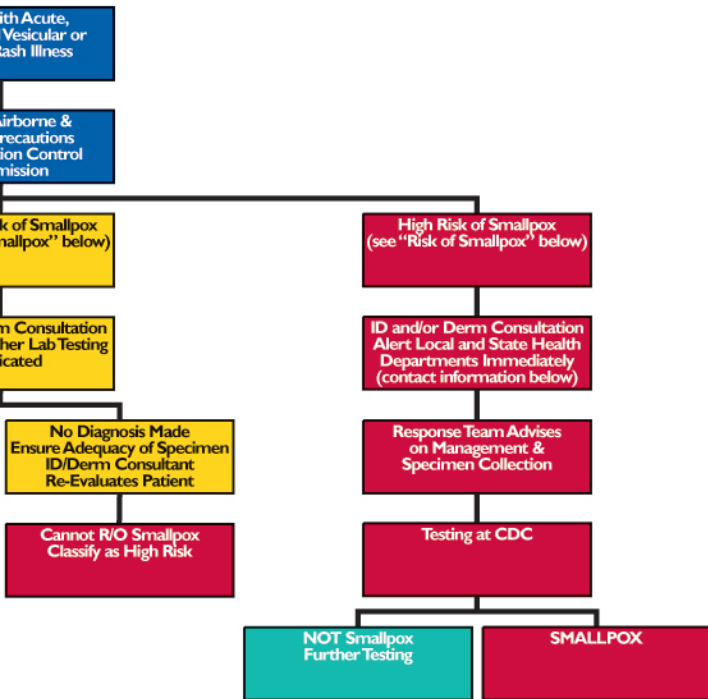 ith Acute,
Vesicular or
ash Illness
Airborne &
recautions
ion Control
mission
k of Smallpox
mallpox" below)
High Risk of Smallpox
(see "Risk of Smallpox" below)
m Consultation
her Lab Testing
icated
ID and/or Derm Consultation
Alert Local and State Health
Departments Immediately
(contact information below)
No Diagnosis Made
Ensure Adequacy of Specimen
ID/Derm Consultant
Re-Evaluates Patient
Response Team Advises
on Management &
Specimen Collection
Cannot R/O Smallpox
Classify as High Risk
Testing at CDC
NOT Smallpox
Further Testing
SMALLPOX